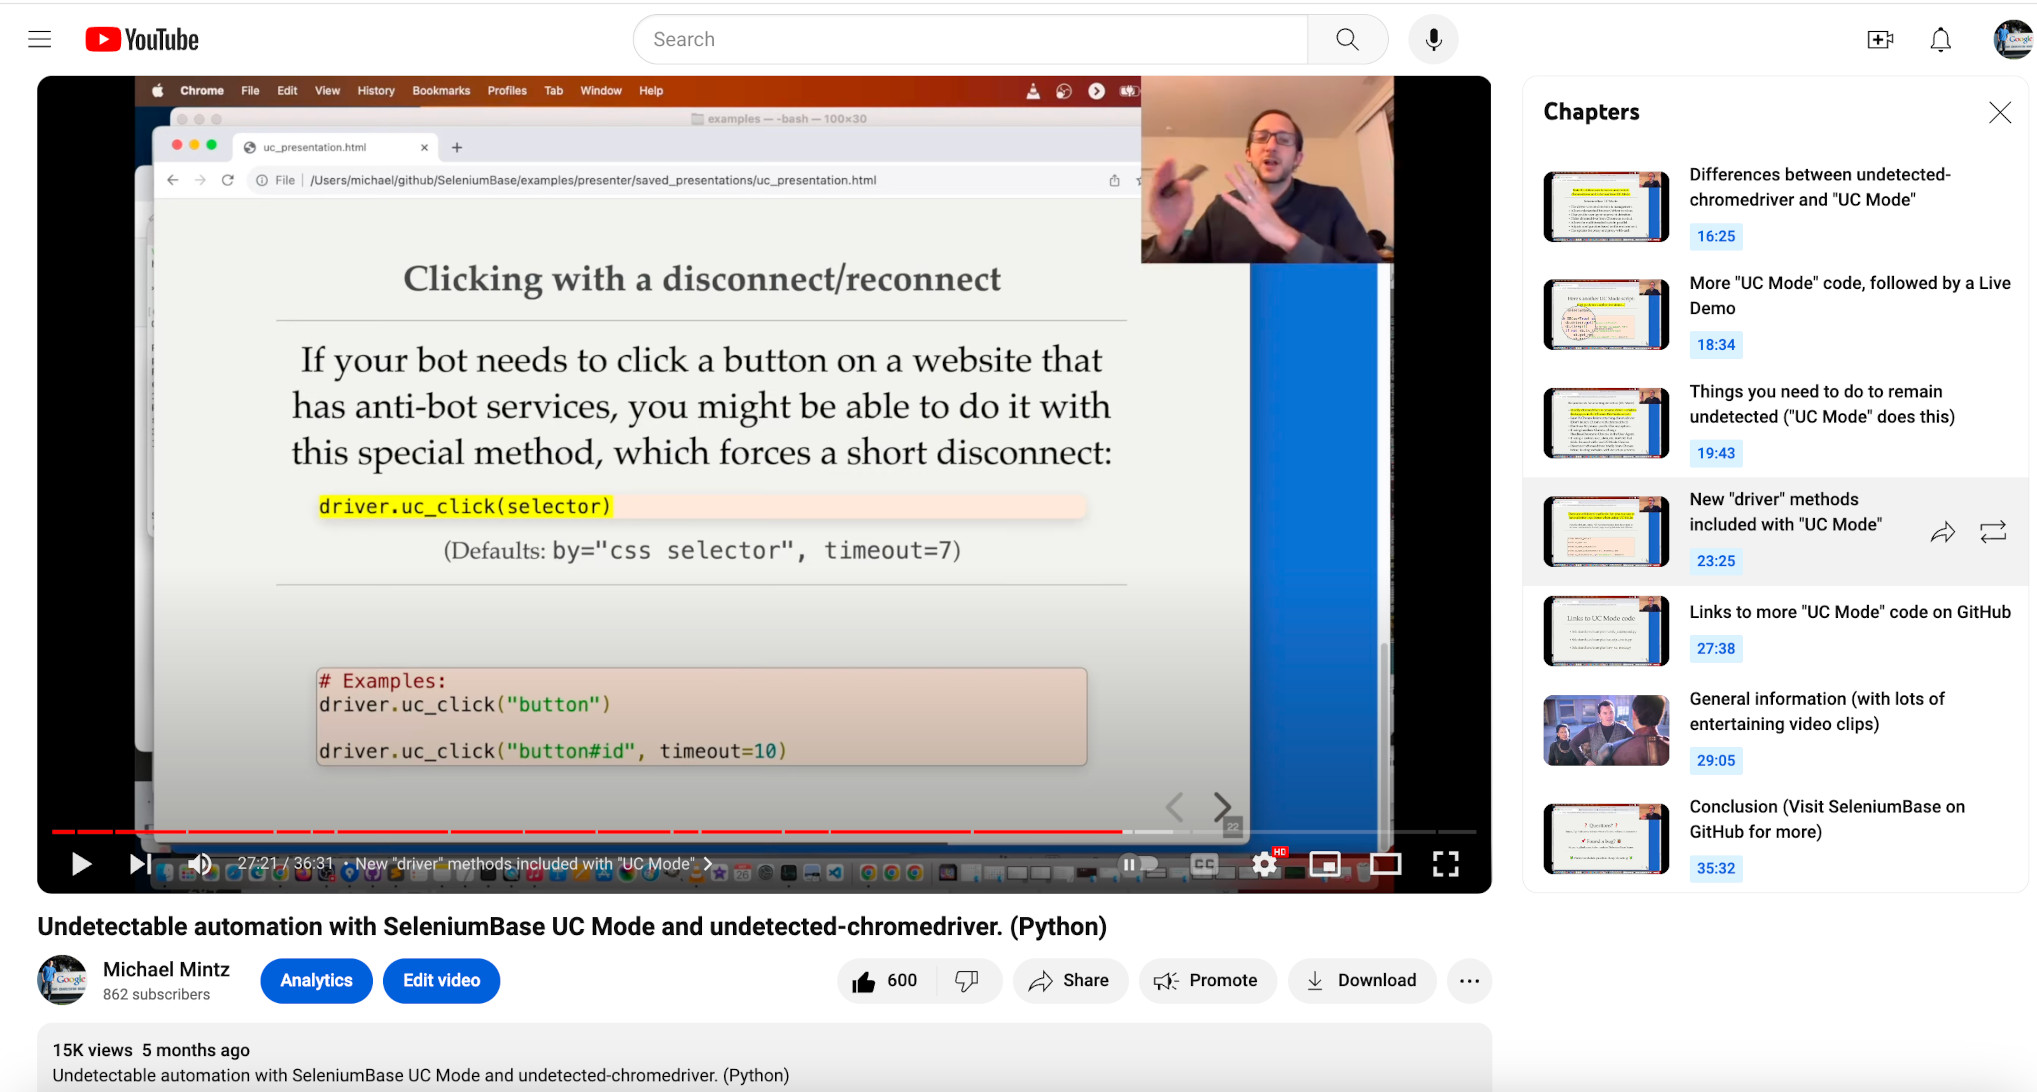 YouTube
Search
Chrome File Edit View History Bookmarks Profiles Tab Window Help
examples — -bash — 100×30
uc_presentation.html
File | /Users/michael/github/SeleniumBase/examples/presenter/saved_presentations/uc_presentation.html
Clicking with a disconnect/reconnect
If your bot needs to click a button on a website that
has anti-bot services, you might be able to do it with
this special method, which forces a short disconnect:
driver.uc_click(selector)
(Defaults: by="css selector", timeout=7)
# Examples:
driver.uc_click("button")
driver.uc_click("button#id", timeout=10)
22
27:21 / 36:31 • New "driver" methods included with "UC Mode"
CC
HD
Undetectable automation with SeleniumBase UC Mode and undetected-chromedriver. (Python)
Google
Michael Mintz
862 subscribers
Analytics
Edit video
600
Share
Promote
Download
15K views 5 months ago
Undetectable automation with SeleniumBase UC Mode and undetected-chromedriver. (Python)
Google
Chapters
Differences between undetected-
chromedriver and "UC Mode"
16:25
More "UC Mode" code, followed by a Live
Demo
18:34
Things you need to do to remain
undetected ("UC Mode" does this)
19:43
New "driver" methods
included with "UC Mode"
23:25
Links to UC Mode code
Links to more "UC Mode" code on GitHub
27:38
General information (with lots of
entertaining video clips)
29:05
Conclusion (Visit SeleniumBase on
GitHub for more)
35:32